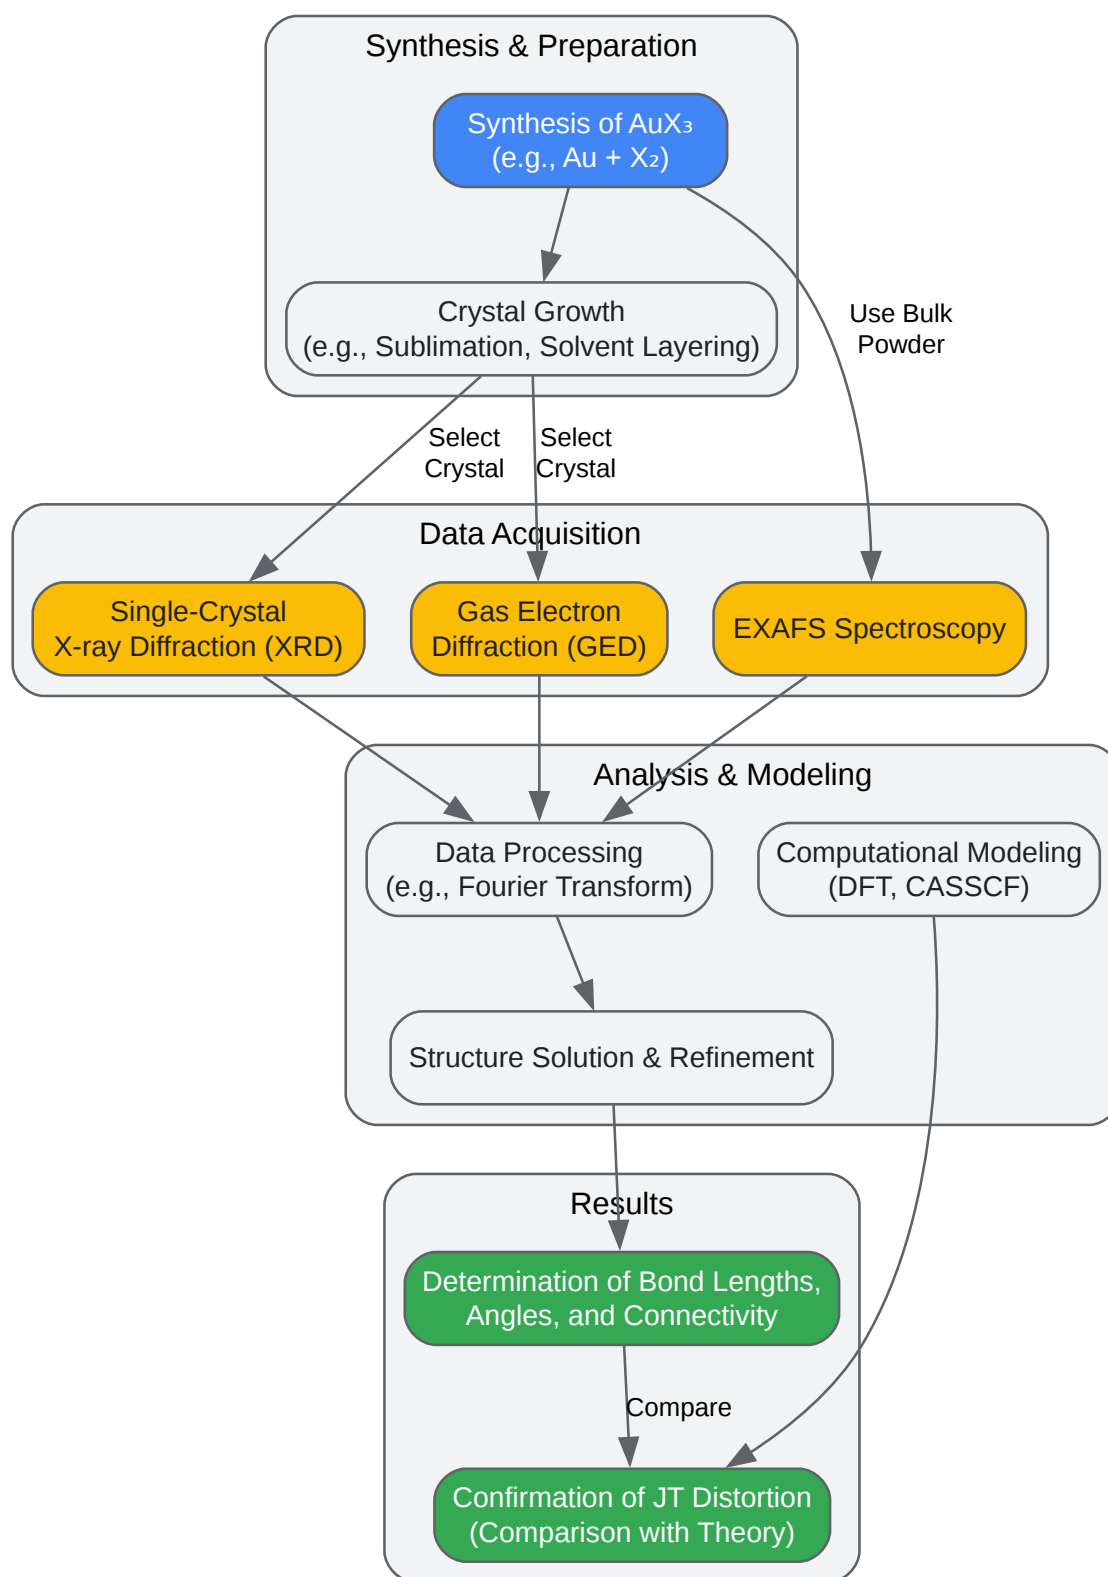 Synthesis & Preparation
Synthesis of AuX₃
(e.g., Au + X₂)
Crystal Growth
(e.g., Sublimation, Solvent Layering)
Use Bulk
Powder
Select
Crystal
Select
Crystal
Data Acquisition
Single-Crystal
X-ray Diffraction (XRD)
Gas Electron
Diffraction (GED)
EXAFS Spectroscopy
Analysis & Modeling
Data Processing
(e.g., Fourier Transform)
Computational Modeling
(DFT, CASSCF)
Structure Solution & Refinement
Results
Determination of Bond Lengths,
Angles, and Connectivity
Compare
Confirmation of JT Distortion
(Comparison with Theory)